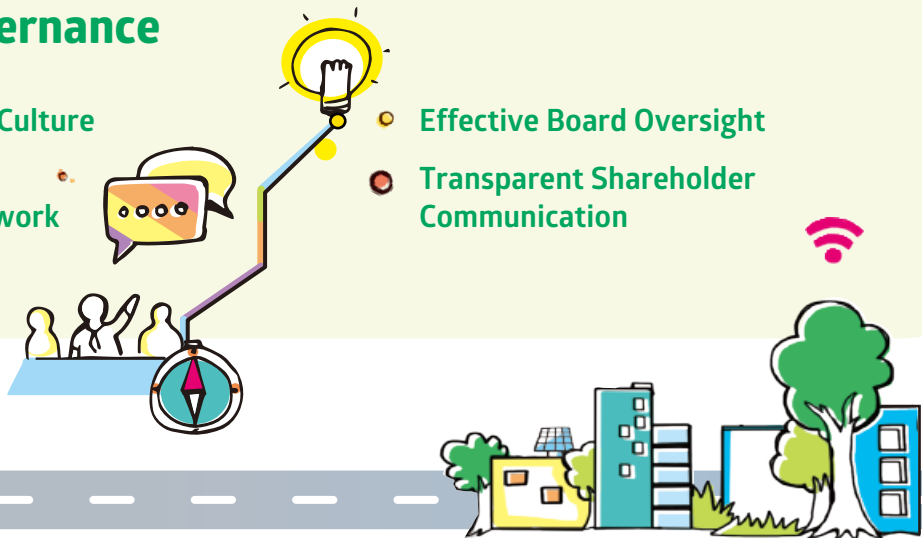 ernance
Culture
work
Effective Board Oversight
Transparent Shareholder
Communication